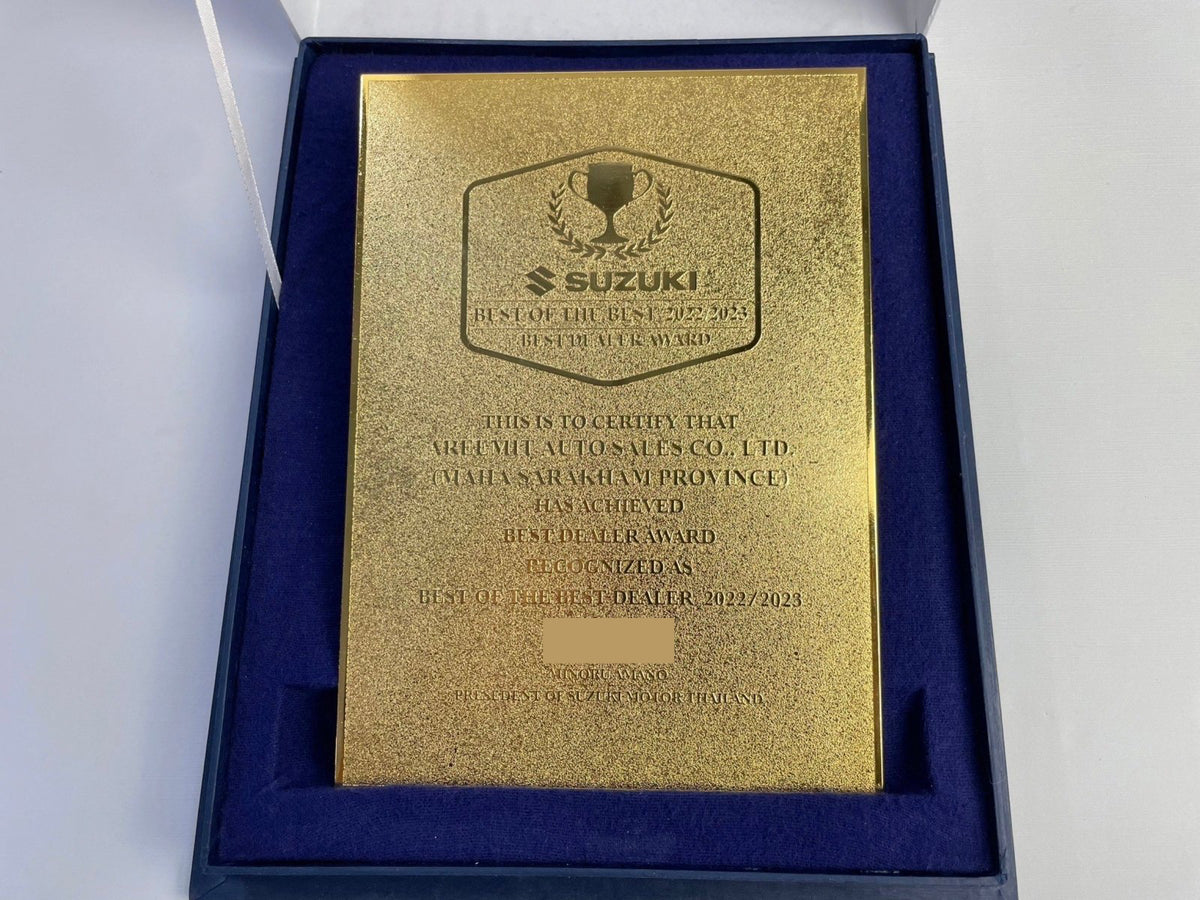 SUZUKI
BEST OF THE BEST 2022/2023
BEST DEALER AWARD
THIS IS TO CERTIFY THAT
AREEMIT AUTO SALES CO., LTD.
(MAHA SARAKHAM PROVINCE)
HAS ACHIEVED
BEST DEALER AWARD
RECOGNIZED AS
BEST OF THE BEST DEALER 2022/2023
MINORU AMANO
PRESIDENT OF SUZUKI MOTOR THAILAND